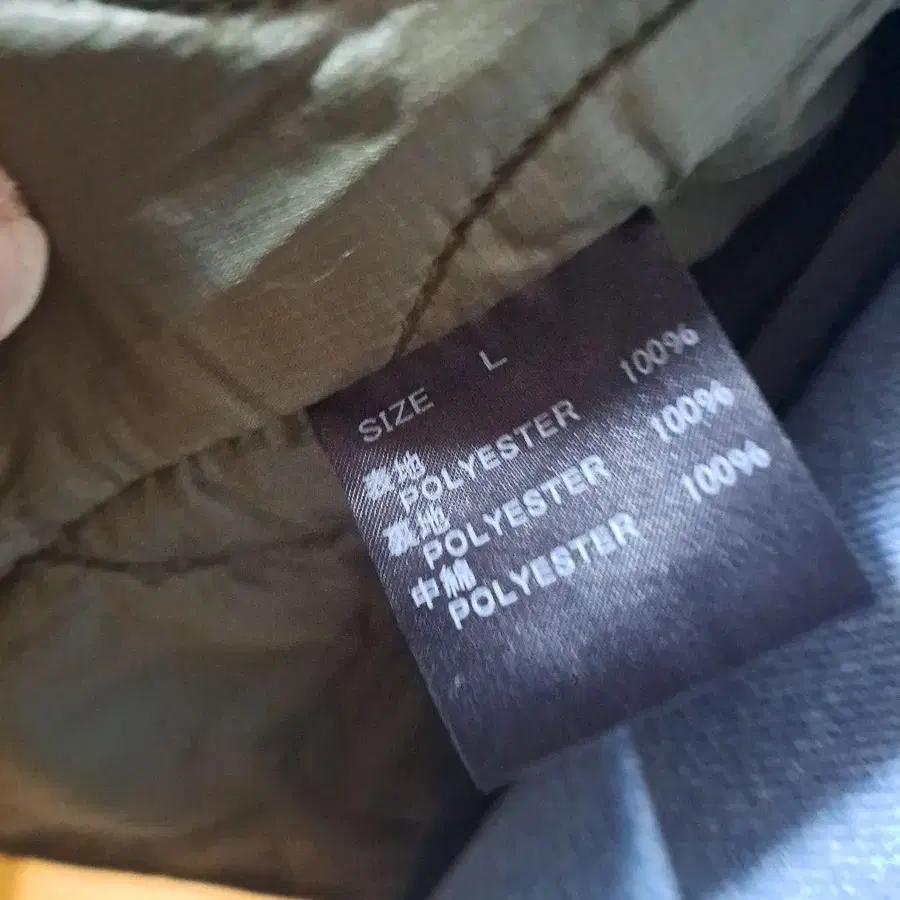 SIZE L
表地
POLYESTER 100%
裏地
POLYESTER 100%
中綿
POLYESTER 100%